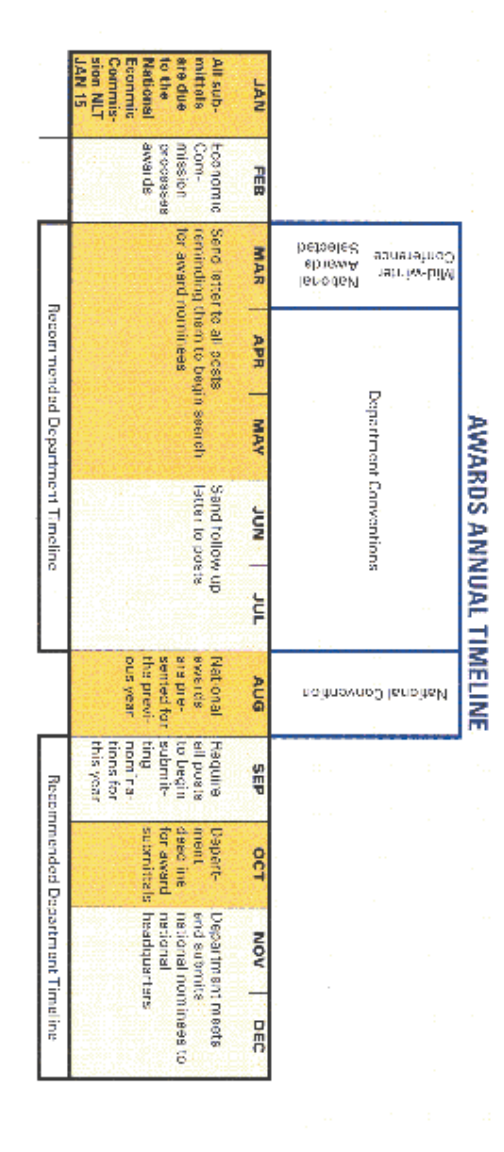 AWARDS ANNUAL TIMELINE
Mid-winter
Conference
National
Awards
Selected
Department Conventions
National Convention
JAN
FEB
MAR
APR
MAY
JUN
JUL
AUG
SEP
OCT
NOV
DEC
All sub-
mittals
are due
to the
National
Econmic
Commis-
sion NLT
JAN 15
Economic
Com-
mission
processes
awards
Send letter to all posts
reminding them to begin search
for award nominees
Send follow up
letter to posts
National
awards
are pre-
sented for
the previ-
ous year
Require
all posts
to begin
submit-
ting
nomina-
tions for
this year
Depart-
ment
deadline
for award
submittals
Department meets
and submits
national nominees to
national
headquarters
Recommended Department Timeline
Recommended Department Timeline